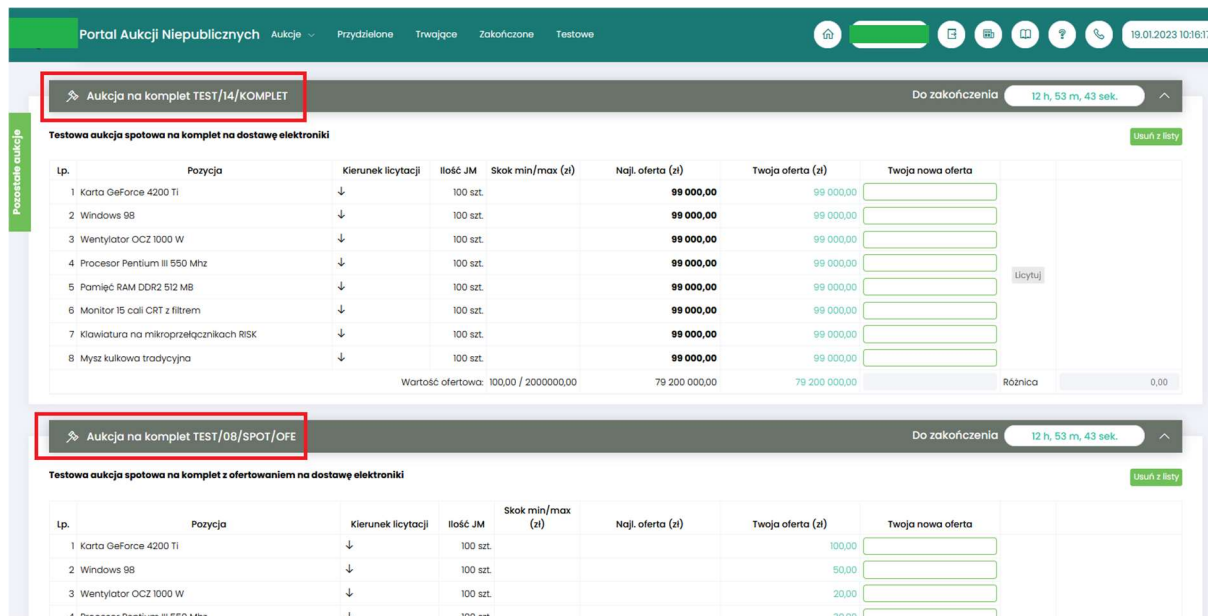 Portal Aukcji Niepublicznych Aukcje Przydzielone Trwające Zakończone Testowe 19.01.2023 10:16:17
Pozostałe aukcje
Aukcja na komplet TEST/14/KOMPLET Do zakończenia 12 h, 53 m, 43 sek.
Testowa aukcja spotowa na komplet na dostawę elektroniki Usuń z listy
Lp. Pozycja Kierunek licytacji Ilość JM Skok min/max (zł) Najl. oferta (zł) Twoja oferta (zł) Twoja nowa oferta
1 Karta GeForce 4200 Ti ↓ 100 szt. 99 000,00 99 000,00
2 Windows 98 ↓ 100 szt. 99 000,00 99 000,00
3 Wentylator OCZ 1000 W ↓ 100 szt. 99 000,00 99 000,00
4 Procesor Pentium III 550 Mhz ↓ 100 szt. 99 000,00 99 000,00
Licytuj
5 Pamięć RAM DDR2 512 MB ↓ 100 szt. 99 000,00 99 000,00
6 Monitor 15 cali CRT z filtrem ↓ 100 szt. 99 000,00 99 000,00
7 Klawiatura na mikroprzełącznikach RISK ↓ 100 szt. 99 000,00 99 000,00
8 Mysz kulkowa tradycyjna ↓ 100 szt. 99 000,00 99 000,00
Wartość ofertowa: 100,00 / 2000000,00 79 200 000,00 79 200 000,00 Różnica 0,00
Aukcja na komplet TEST/08/SPOT/OFE Do zakończenia 12 h, 53 m, 43 sek.
Testowa aukcja spotowa na komplet z ofertowaniem na dostawę elektroniki Usuń z listy
Lp. Pozycja Kierunek licytacji Ilość JM Skok min/max (zł) Najl. oferta (zł) Twoja oferta (zł) Twoja nowa oferta
1 Karta GeForce 4200 Ti ↓ 100 szt. 100,00
2 Windows 98 ↓ 100 szt. 50,00
3 Wentylator OCZ 1000 W ↓ 100 szt. 20,00